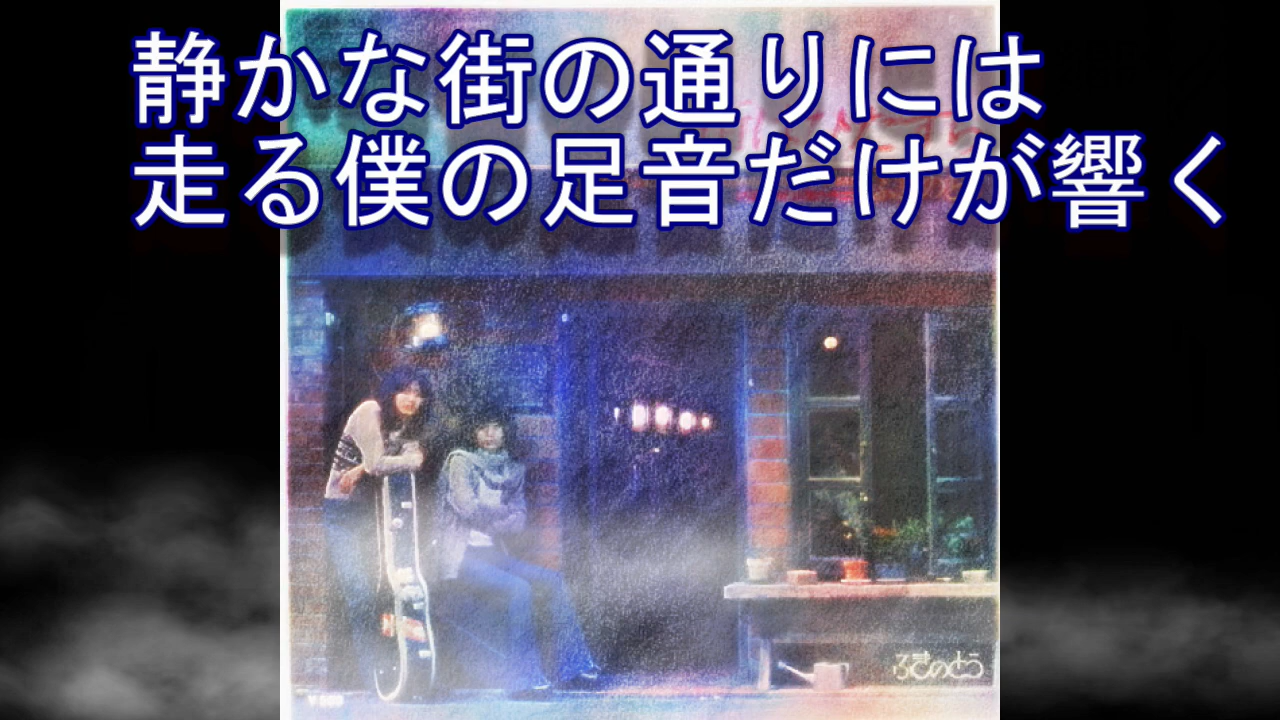 静かな街の通りには
走る僕の足音だけが響く
ふきのとう